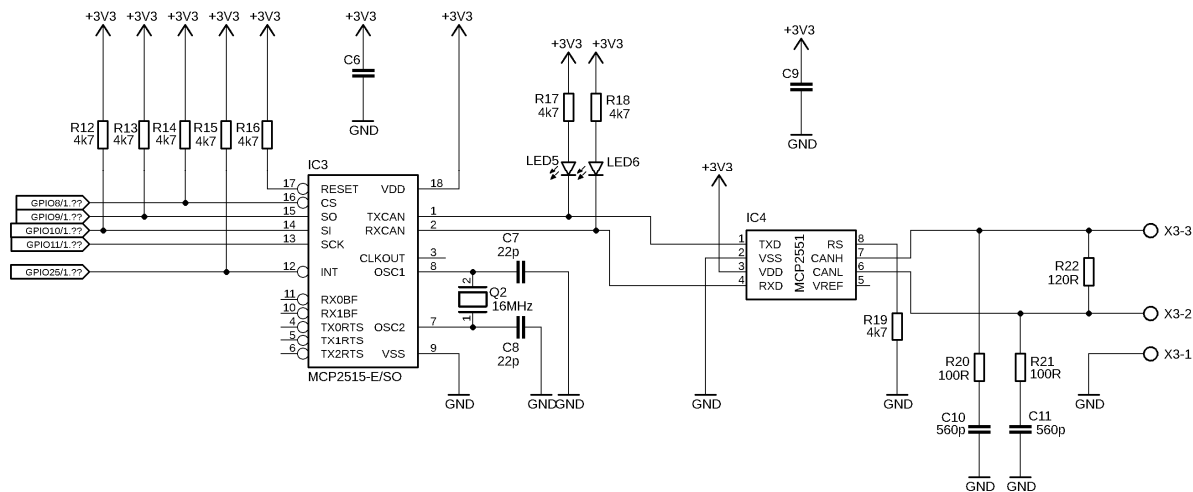 +3V3 +3V3 +3V3 +3V3 +3V3 +3V3 +3V3
+3V3 +3V3
+3V3
C6
C9
R12 4k7
R13 4k7
R14 4k7
R15 4k7
R16 4k7
GND
R17 4k7
R18 4k7
GND
LED5
LED6
+3V3
IC3
17 RESET
16 CS
15 SO
14 SI
13 SCK
12 INT
11 RX0BF
10 RX1BF
4 TX0RTS
5 TX1RTS
6 TX2RTS
VDD 18
TXCAN 1
RXCAN 2
CLKOUT 3
OSC1 8
OSC2 7
VSS 9
MCP2515-E/SO
GPIO8/1.??
GPIO9/1.??
GPIO10/1.??
GPIO11/1.??
GPIO25/1.??
C7
22p
2
Q2
16MHz
1
C8
22p
GND
GND
GND
IC4
1 TXD
2 VSS
3 VDD
4 RXD
MCP2551
RS 8
CANH 7
CANL 6
VREF 5
GND
R19
4k7
GND
R22
120R
R20
100R
R21
100R
C10
560p
C11
560p
GND
GND
GND
X3-3
X3-2
X3-1